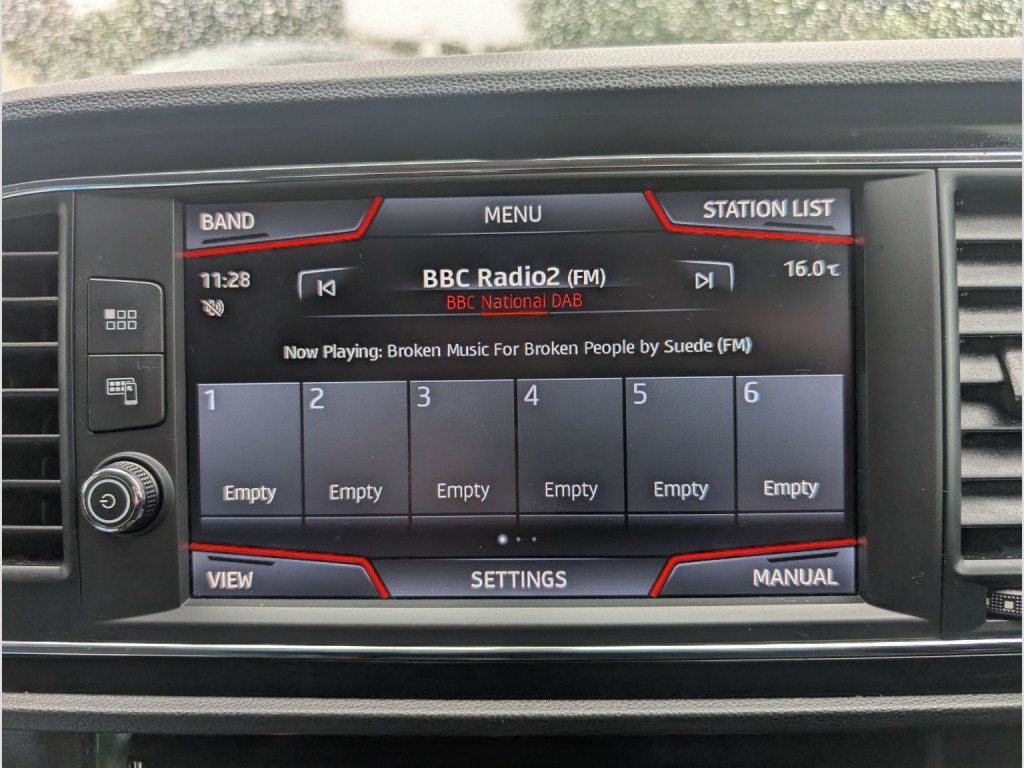 BAND
MENU
STATION LIST
11:28
BBC Radio2 (FM)
16.0℃
BBC National DAB
Now Playing: Broken Music For Broken People by Suede (FM)
1 2 3 4 5 6
Empty Empty Empty Empty Empty Empty
VIEW
SETTINGS
MANUAL